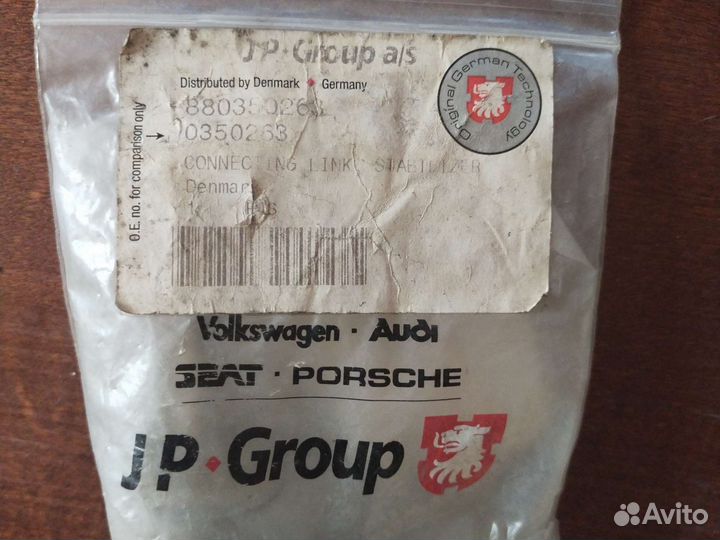 JP Group a/s
Distributed by Denmark Germany
Original German Technology
O.E. no. for comparison only
0350263
CONNECTING LINK, STABILIZER
Denmark
Volkswagen · Audi
SEAT · PORSCHE
JP Group
Avito